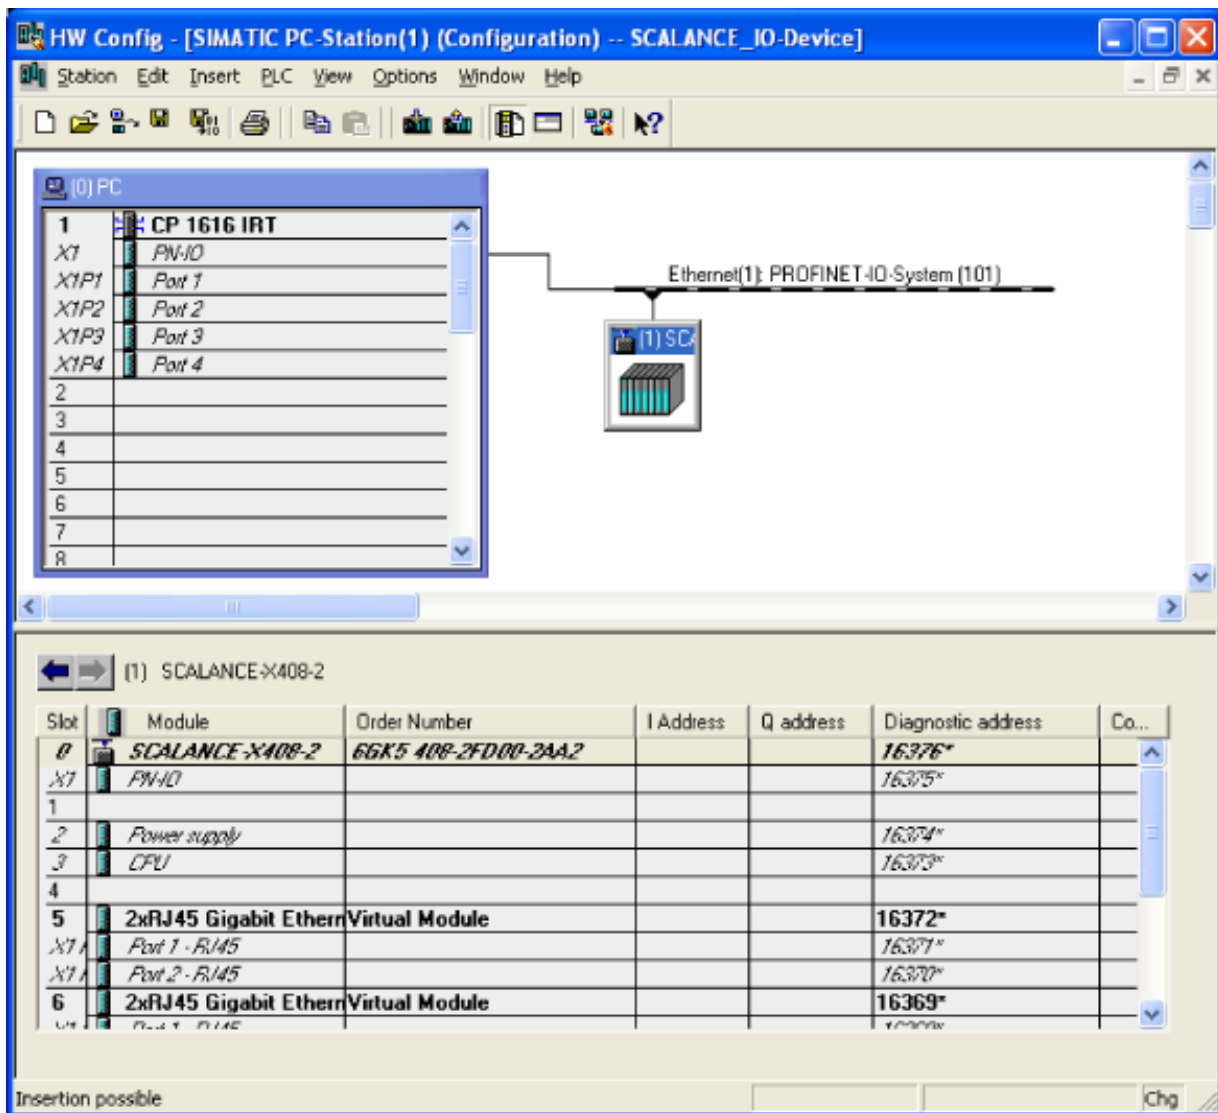 HW Config - [SIMATIC PC-Station(1) (Configuration) -- SCALANCE_IO-Device]
Station Edit Insert PLC View Options Window Help
(0) PC
1 CP 1616 IRT
X1 PN-IO
X1P1 Port 1
X1P2 Port 2
X1P3 Port 3
X1P4 Port 4
2
3
4
5
6
7
8
Ethernet(1): PROFINET-IO-System (101)
(1) SCA
(1) SCALANCE-X408-2
Slot Module Order Number I Address Q address Diagnostic address Co...
0 SCALANCE-X408-2 6GK5 408-2FD00-2AA2 16376*
X1 PN-IO 16375*
1
2 Power supply 16374*
3 CPU 16373*
4
5 2xRJ45 Gigabit Ethern Virtual Module 16372*
X1 Port 1 - RJ45 16371*
X1 Port 2 - RJ45 16370*
6 2xRJ45 Gigabit Ethern Virtual Module 16369*
Insertion possible Chg